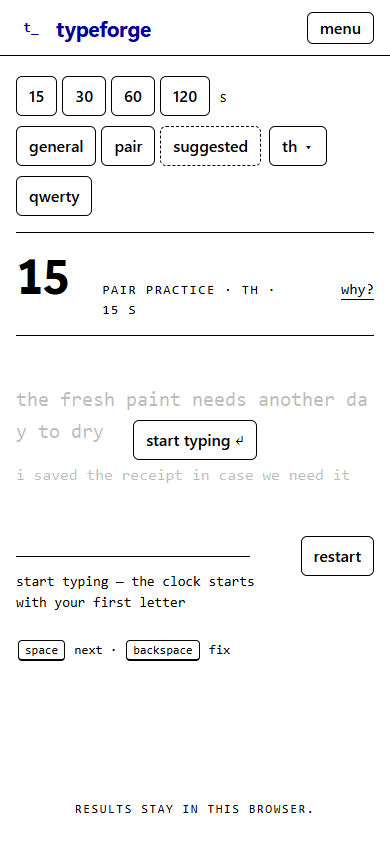 t_ typeforge menu
15 30 60 120 s
general pair suggested th
qwerty
15 PAIR PRACTICE · TH · why?
15 S
the fresh paint needs another da
y to dry
start typing ↲
i saved the receipt in case we need it
restart
start typing — the clock starts
with your first letter
space next · backspace fix
RESULTS STAY IN THIS BROWSER.